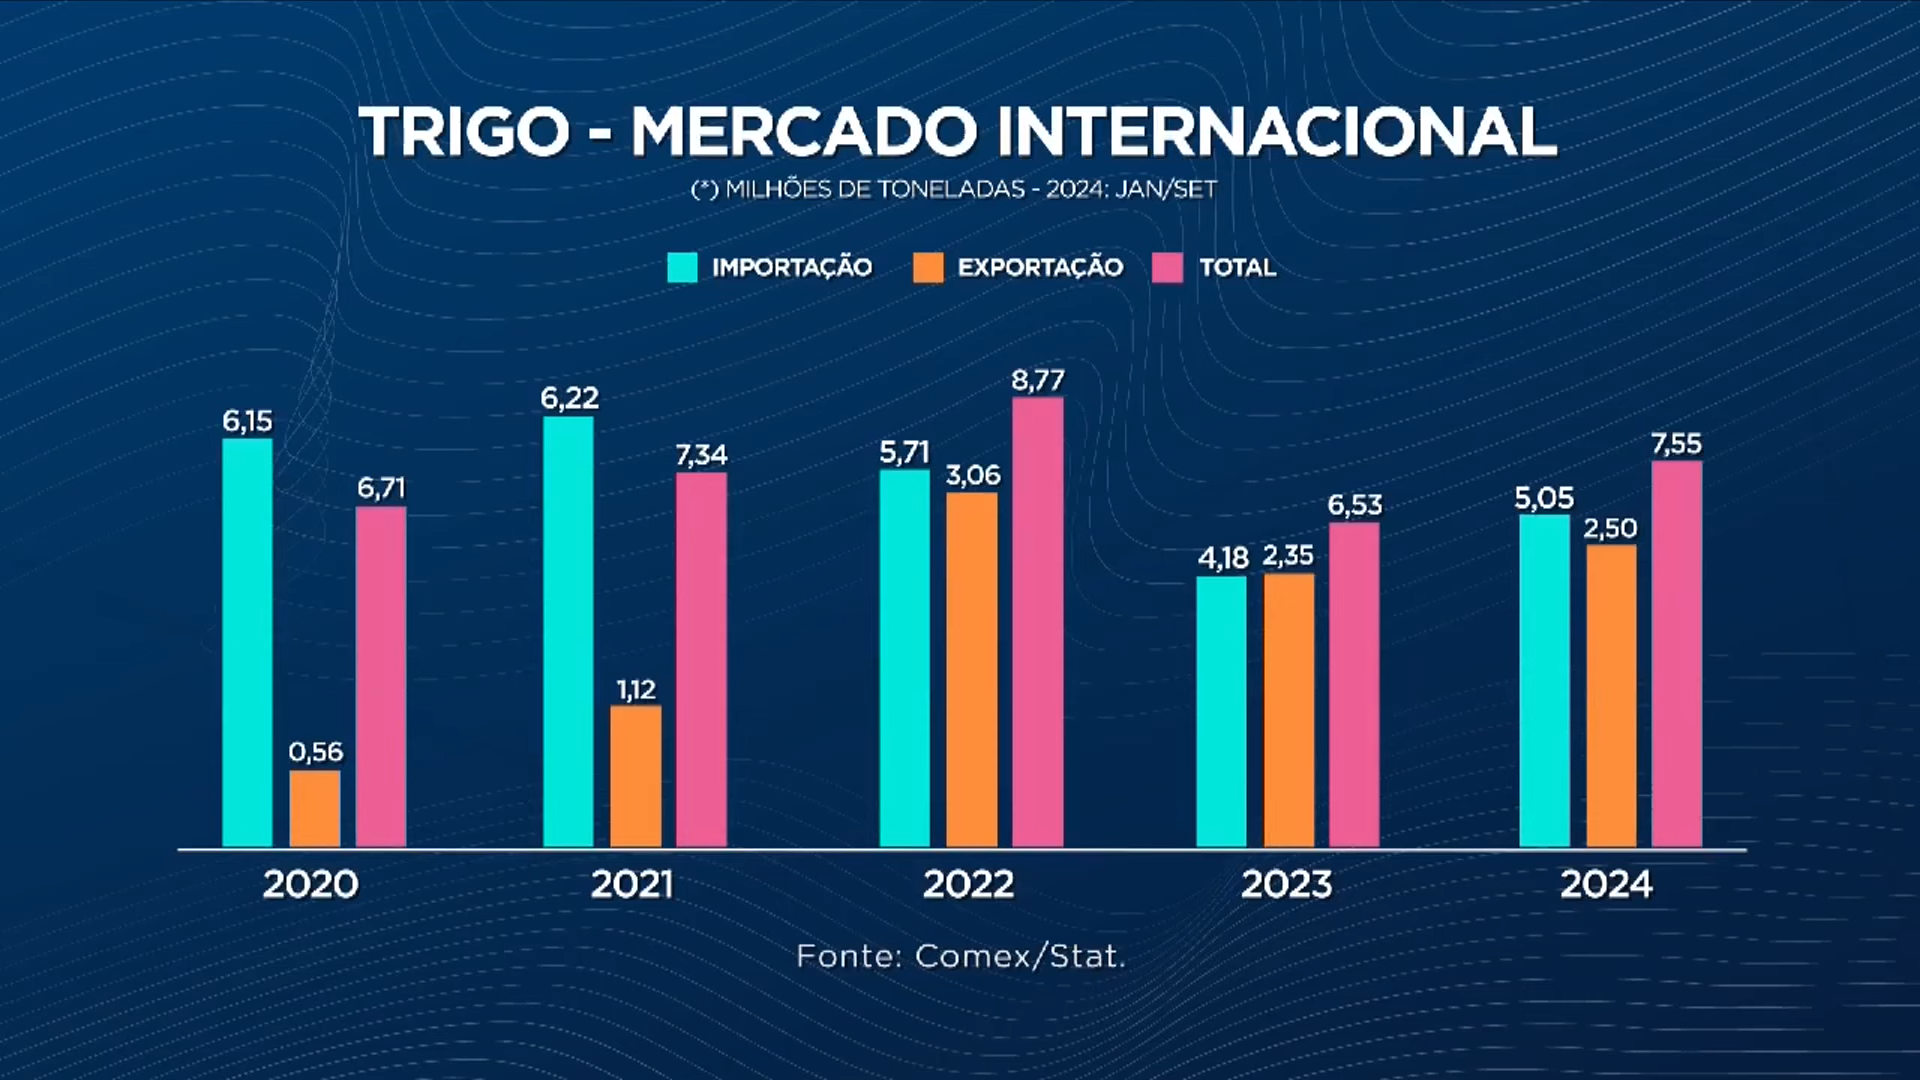 TRIGO - MERCADO INTERNACIONAL
(*) MILHÕES DE TONELADAS - 2024: JAN/SET
IMPORTAÇÃO EXPORTAÇÃO TOTAL
6,15 0,56 6,71
6,22 1,12 7,34
5,71 3,06 8,77
4,18 2,35 6,53
5,05 2,50 7,55
2020 2021 2022 2023 2024
Fonte: Comex/Stat.